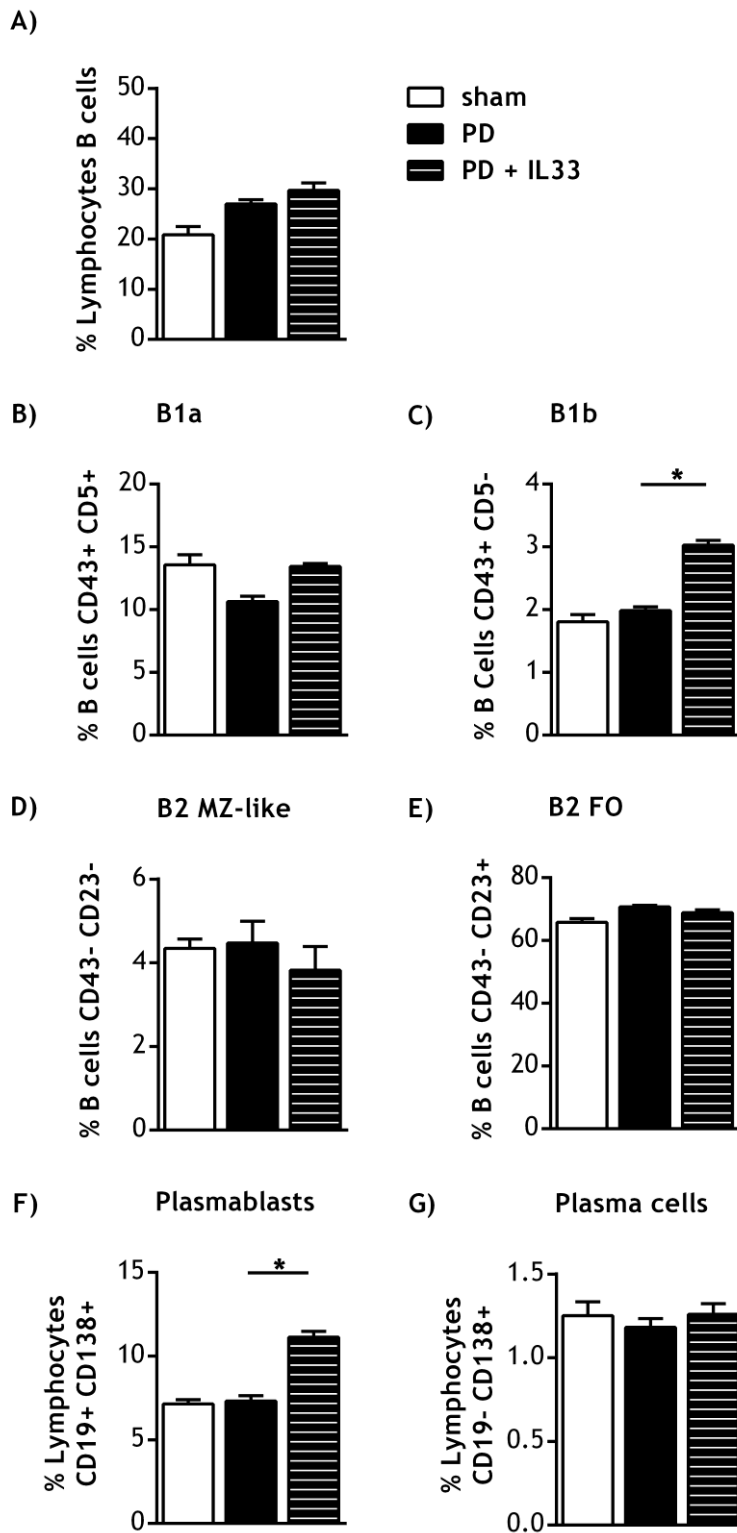 A)
% Lymphocytes B cells
50
40
30
20
10
0
sham
PD
PD + IL33
B) B1a
% B cells CD43+ CD5+
20
15
10
5
0
C) B1b
% B Cells CD43+ CD5-
4
3
2
1
0
*
D) B2 MZ-like
% B cells CD43- CD23-
6
4
2
0
E) B2 FO
% B cells CD43- CD23+
80
60
40
20
0
F) Plasmablasts
% Lymphocytes
CD19+ CD138+
15
10
5
0
*
G) Plasma cells
% Lymphocytes
CD19- CD138+
1.5
1.0
0.5
0.0